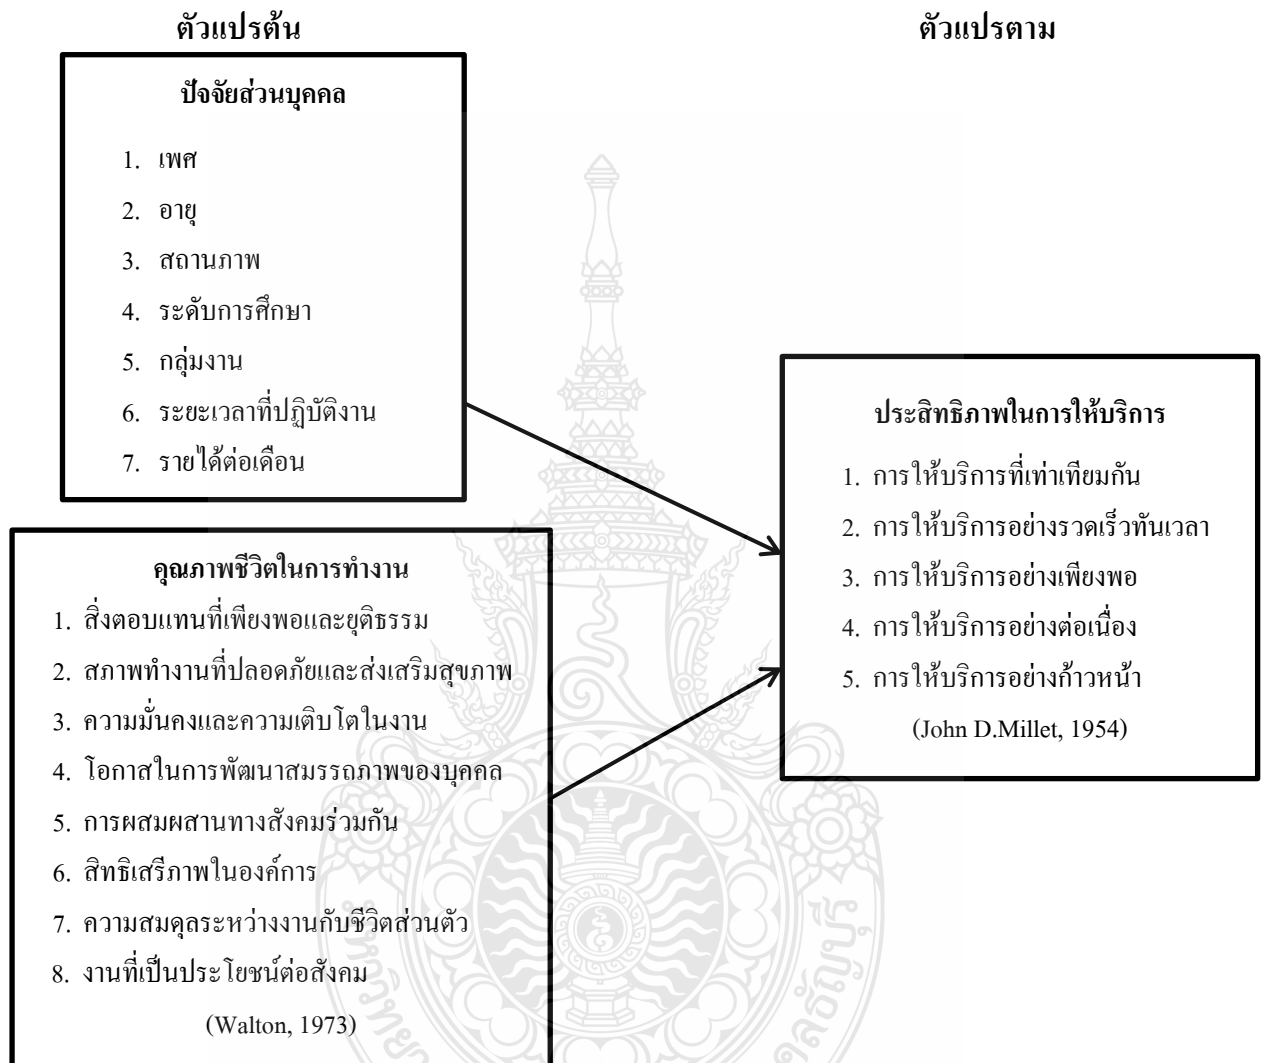 ตัวแปรต้น
ตัวแปรตาม
ปัจจัยส่วนบุคคล
1. เพศ
2. อายุ
3. สถานภาพ
4. ระดับการศึกษา
5. กลุ่มงาน
6. ระยะเวลาที่ปฏิบัติงาน
7. รายได้ต่อเดือน
คุณภาพชีวิตในการทำงาน
1. สิ่งตอบแทนที่เพียงพอและยุติธรรม
2. สภาพทำงานที่ปลอดภัยและส่งเสริมสุขภาพ
3. ความมั่นคงและความเติบโตในงาน
4. โอกาสในการพัฒนาสมรรถภาพของบุคคล
5. การผสมผสานทางสังคมร่วมกัน
6. สิทธิเสรีภาพในองค์การ
7. ความสมดุลระหว่างงานกับชีวิตส่วนตัว
8. งานที่เป็นประโยชน์ต่อสังคม
(Walton, 1973)
ประสิทธิภาพในการให้บริการ
1. การให้บริการที่เท่าเทียมกัน
2. การให้บริการอย่างรวดเร็วทันเวลา
3. การให้บริการอย่างเพียงพอ
4. การให้บริการอย่างต่อเนื่อง
5. การให้บริการอย่างก้าวหน้า
(John D.Millet, 1954)